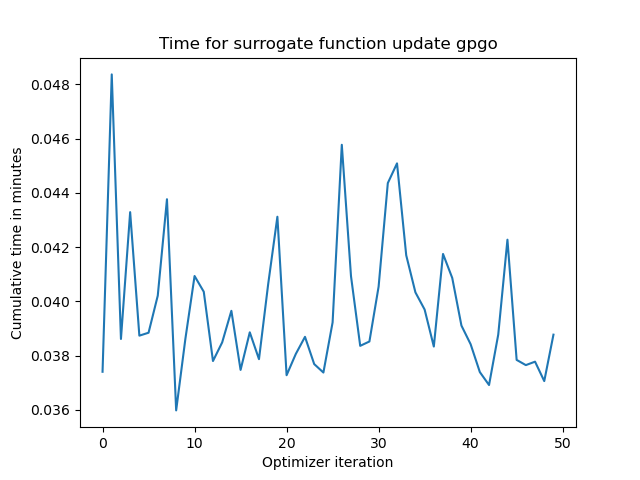 Time for surrogate function update gpgo
0.048
0.046
0.044
0.042
0.040
0.038
0.036
Cumulative time in minutes
0 10 20 30 40 50
Optimizer iteration